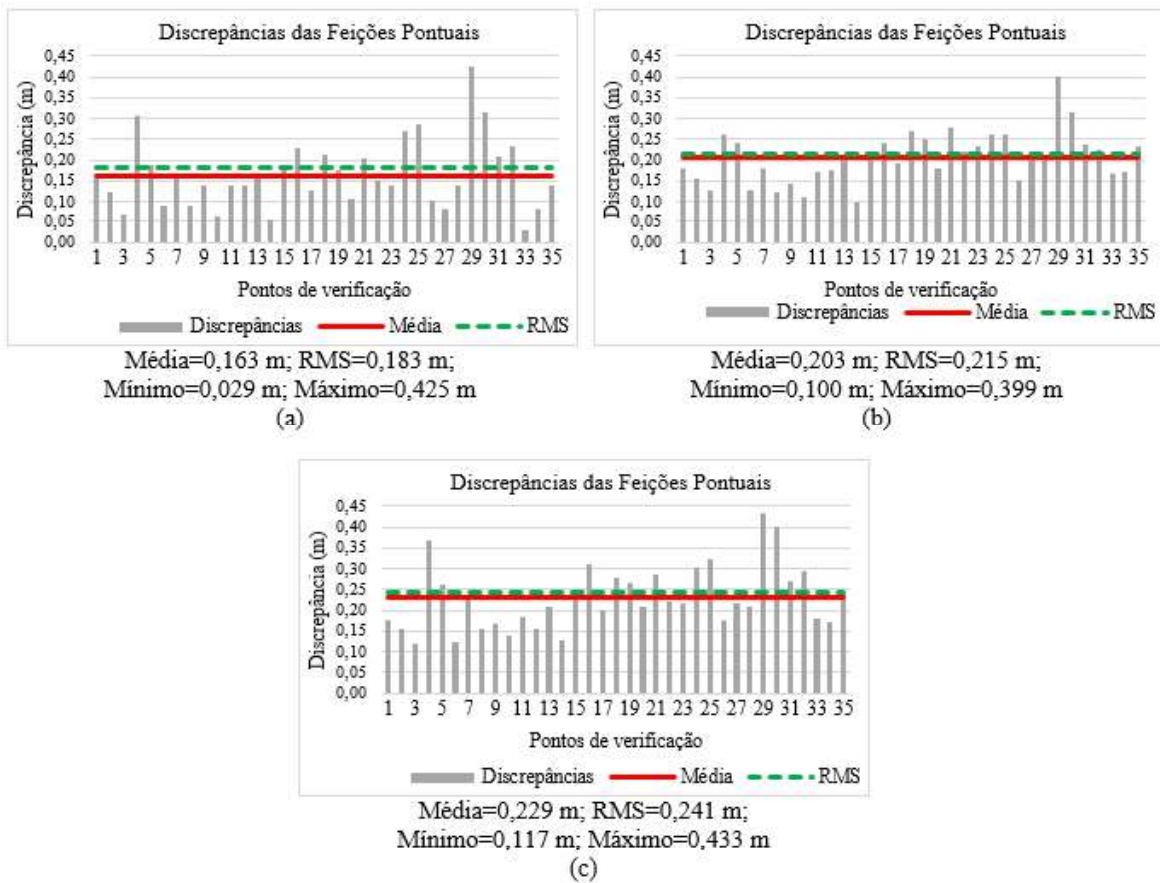 Discrepâncias das Feições Pontuais
Discrepância (m)
0,45
0,40
0,35
0,30
0,25
0,20
0,15
0,10
0,05
0,00
1 3 5 7 9 11 13 15 17 19 21 23 25 27 29 31 33 35
Pontos de verificação
Discrepâncias Média RMS
Média=0,163 m; RMS=0,183 m;
Mínimo=0,029 m; Máximo=0,425 m
(a)
Discrepâncias das Feições Pontuais
Discrepância (m)
0,45
0,40
0,35
0,30
0,25
0,20
0,15
0,10
0,05
0,00
1 3 5 7 9 11 13 15 17 19 21 23 25 27 29 31 33 35
Pontos de verificação
Discrepâncias Média RMS
Média=0,203 m; RMS=0,215 m;
Mínimo=0,100 m; Máximo=0,399 m
(b)
Discrepâncias das Feições Pontuais
Discrepância (m)
0,45
0,40
0,35
0,30
0,25
0,20
0,15
0,10
0,05
0,00
1 3 5 7 9 11 13 15 17 19 21 23 25 27 29 31 33 35
Pontos de verificação
Discrepâncias Média RMS
Média=0,229 m; RMS=0,241 m;
Mínimo=0,117 m; Máximo=0,433 m
(c)